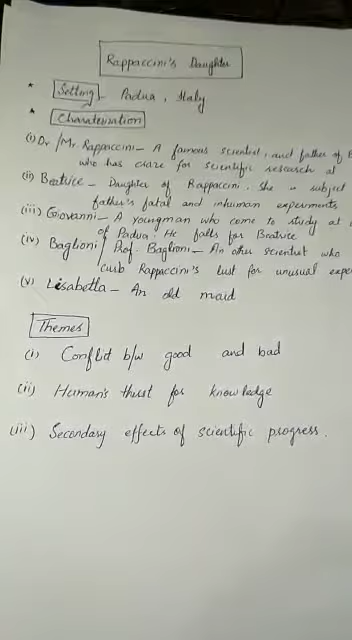 Rappaccini's Daughter
* Setting - Padua, Italy
* Characterisation
(i) Dr/Mr. Rappaccini - A famous scientist, and father of B
who has craze for scientific research at
(ii) Beatrice - Daughter of Rappacini. She is subject
father's fatal and inhuman experiments
(iii) Giovanni - A youngman who come to study at
of Padua. He falls for Beatrice
(iv) Baglioni / Prof. Baglioni - An other scientist who
curb Rappaccini's lust for unusual expe
(v) Lisabetta - An old maid
Themes
(i) Conflict b/w good and bad
(ii) Human's thirst for knowledge
(iii) Secondary effects of scientific progress.